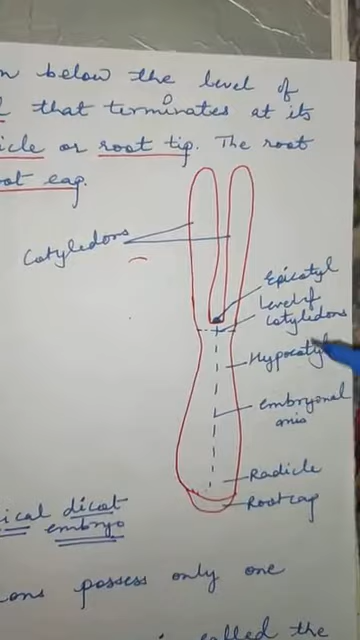 n below the level of
l that terminates at its
icle or root tip. The root
oot cap.
Cotyledons
Epicotyl
level of
cotyledons
Hypocotyl
embryonal
axis
Radicle
Root cap
ical dicot
embryo
ons possess only one
called the